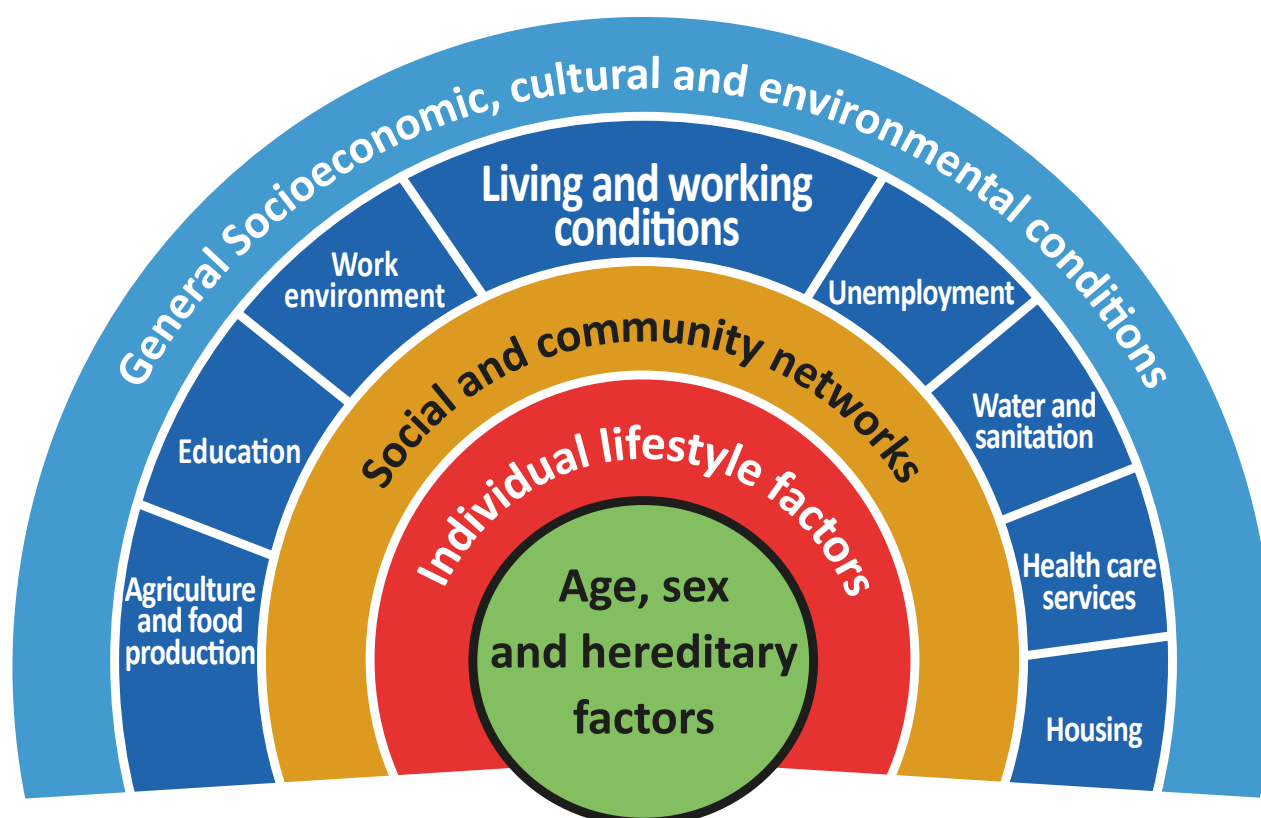 General Socioeconomic, cultural and environmental conditions
Living and working
conditions
Work
environment
Unemployment
Education
Water and
sanitation
Agriculture
and food
production
Health care
services
Housing
Social and community networks
Individual lifestyle factors
Age, sex
and hereditary
factors